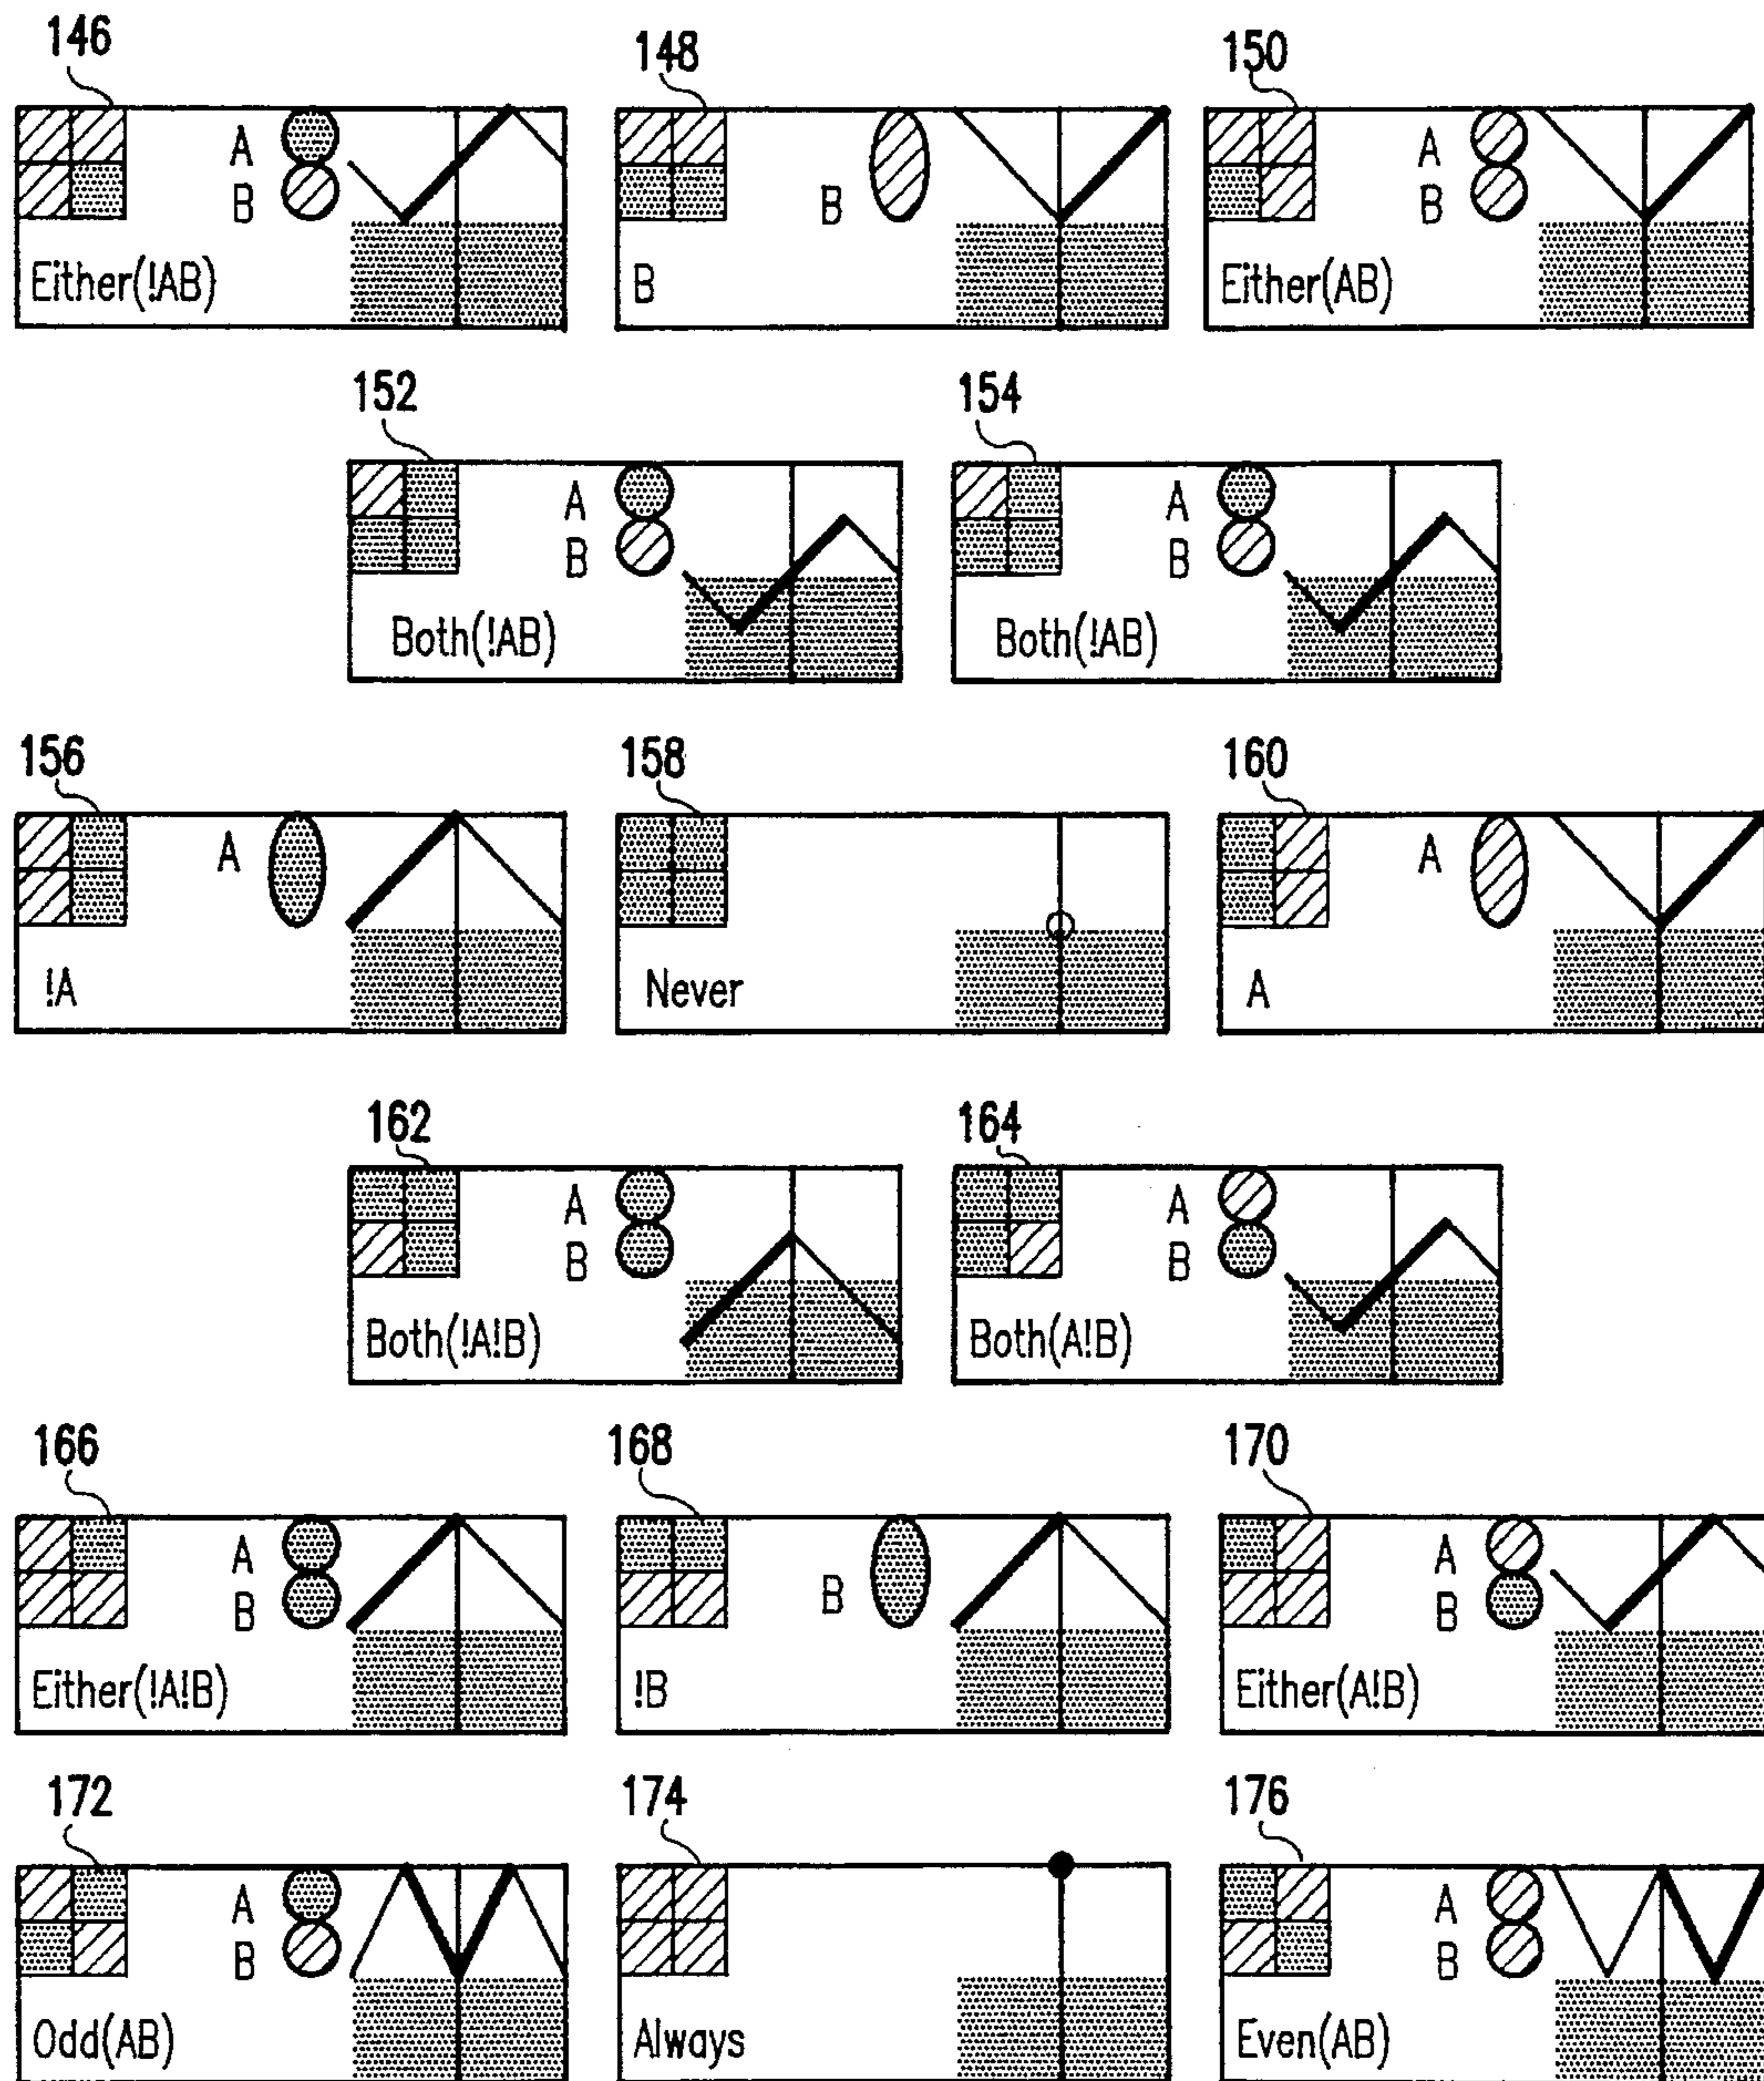 146 148 150
A B Either(!AB)
B B
A B Either(AB)
152 154
A B Both(!AB)
A B Both(!AB)
156 158 160
A !A
Never
A A
162 164
A B Both(!A!B)
A B Both(A!B)
166 168 170
A B Either(!A!B)
B !B
A B Either(A!B)
172 174 176
A B Odd(AB)
Always
A B Even(AB)